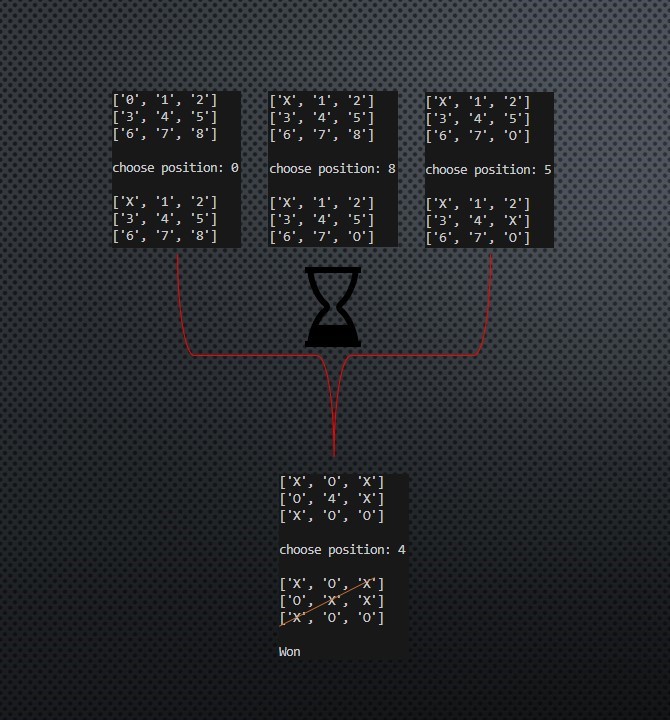 ['0', '1', '2']
['3', '4', '5']
['6', '7', '8']
choose position: 0
['X', '1', '2']
['3', '4', '5']
['6', '7', '8']
['X', '1', '2']
['3', '4', '5']
['6', '7', '8']
choose position: 8
['X', '1', '2']
['3', '4', '5']
['6', '7', 'O']
['X', '1', '2']
['3', '4', '5']
['6', '7', 'O']
choose position: 5
['X', '1', '2']
['3', '4', 'X']
['6', '7', 'O']
['X', 'O', 'X']
['O', '4', 'X']
['X', 'O', 'O']
choose position: 4
['X', 'O', 'X']
['O', 'X', 'X']
['X', 'O', 'O']
Won